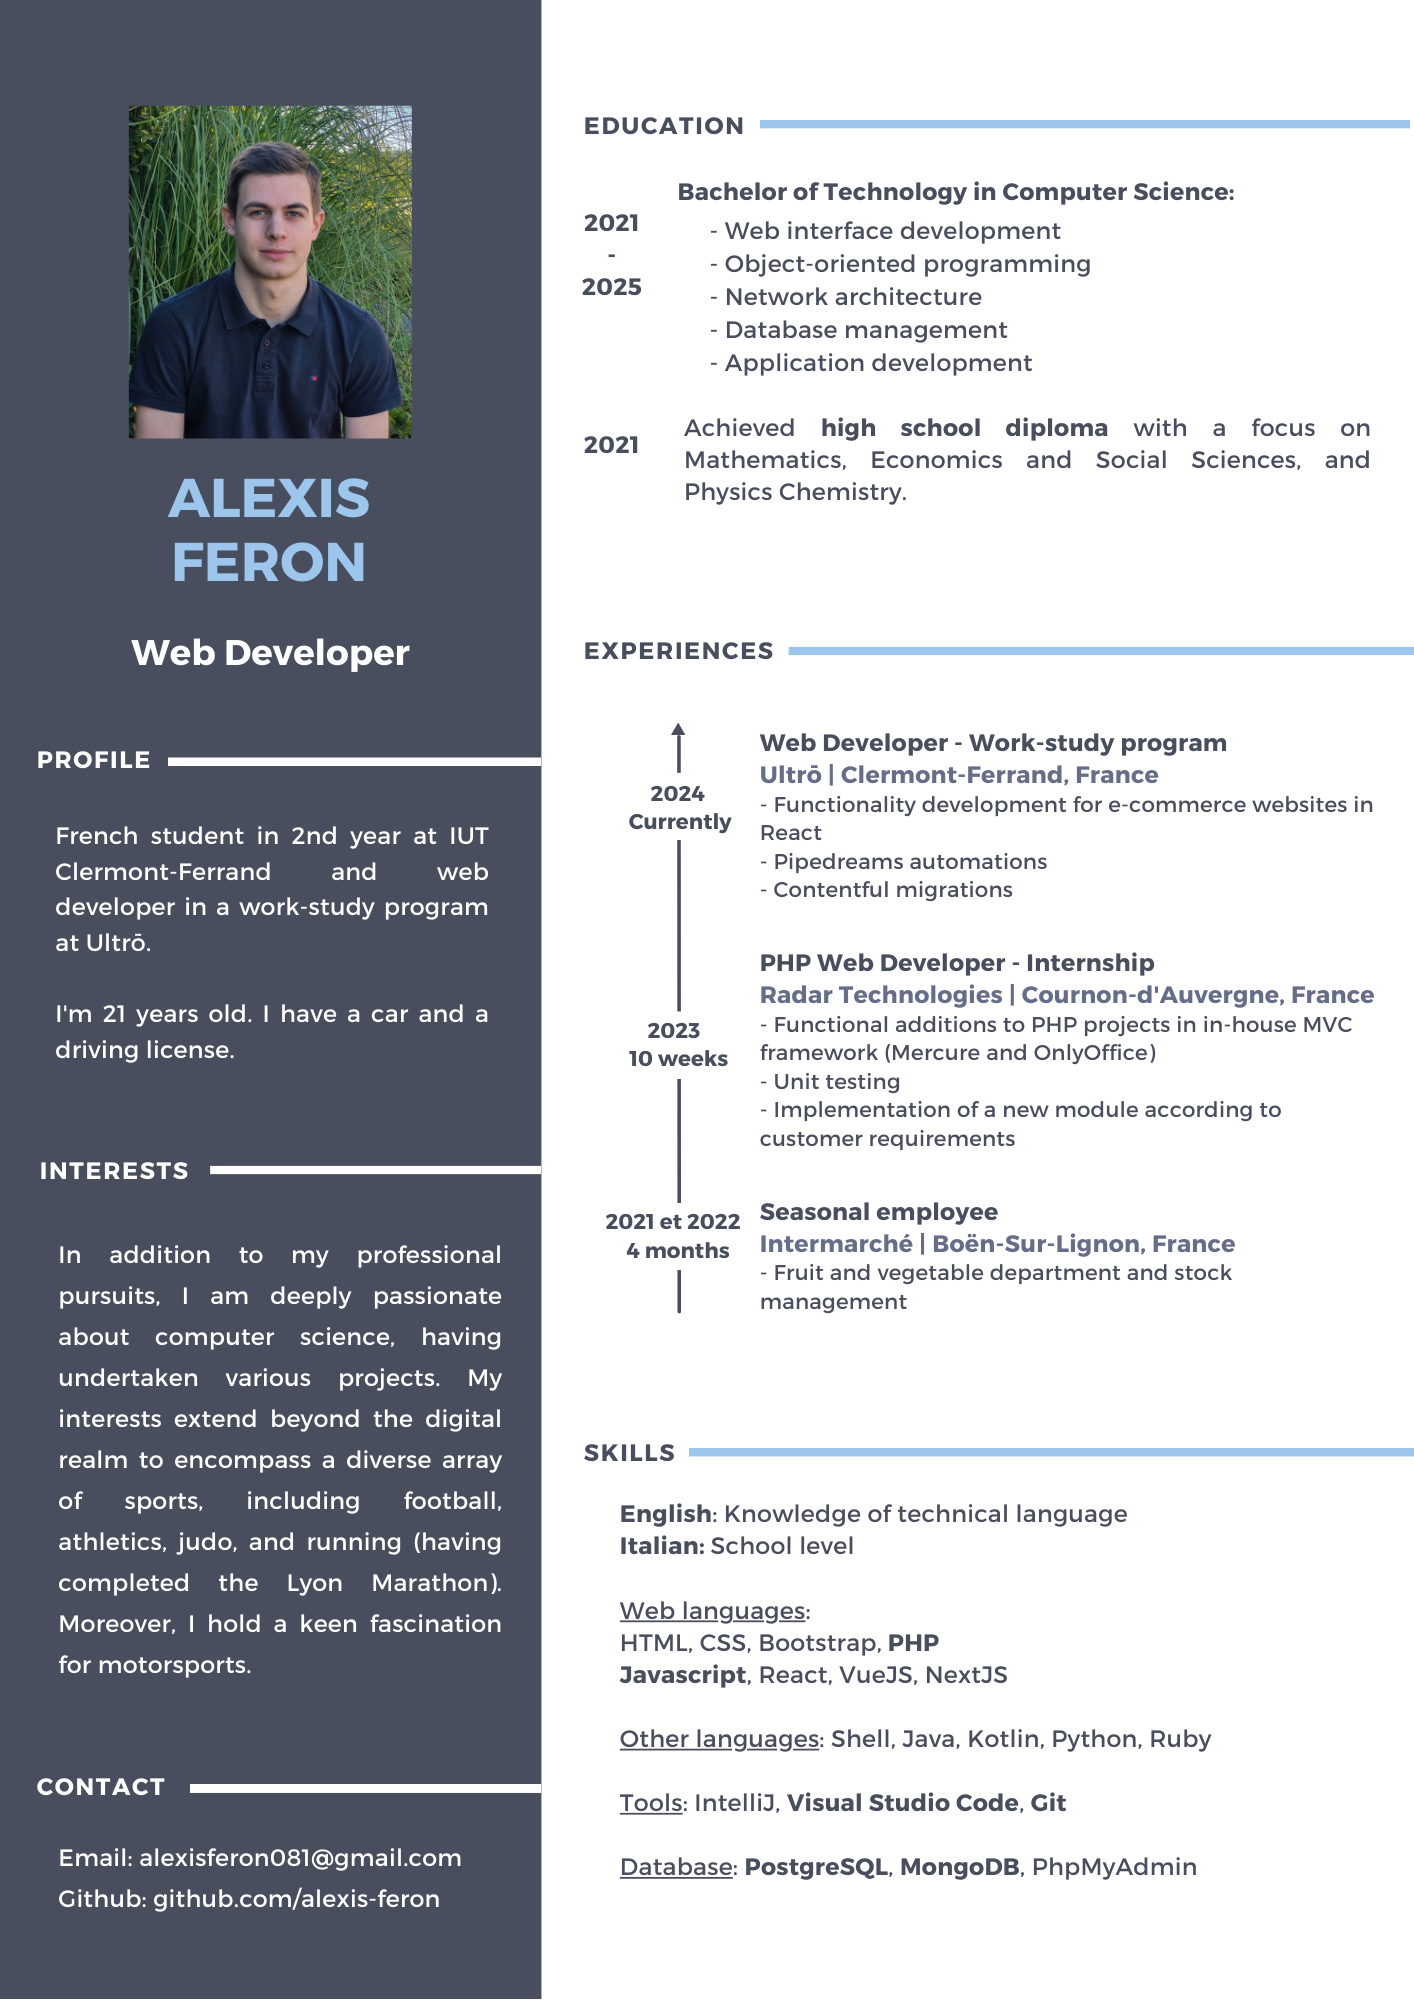 ALEXIS
FERON
Web Developer
PROFILE
French student in 2nd year at IUT
Clermont-Ferrand and web
developer in a work-study program
at Ultrō.
I'm 21 years old. I have a car and a
driving license.
INTERESTS
In addition to my professional
pursuits, I am deeply passionate
about computer science, having
undertaken various projects. My
interests extend beyond the digital
realm to encompass a diverse array
of sports, including football,
athletics, judo, and running (having
completed the Lyon Marathon).
Moreover, I hold a keen fascination
for motorsports.
CONTACT
Email: alexisferon081@gmail.com
Github: github.com/alexis-feron
EDUCATION
2021
-
2025
Bachelor of Technology in Computer Science:
- Web interface development
- Object-oriented programming
- Network architecture
- Database management
- Application development
2021
Achieved high school diploma with a focus on
Mathematics, Economics and Social Sciences, and
Physics Chemistry.
EXPERIENCES
2024
Currently
Web Developer - Work-study program
Ultrō | Clermont-Ferrand, France
- Functionality development for e-commerce websites in
React
- Pipedreams automations
- Contentful migrations
2023
10 weeks
PHP Web Developer - Internship
Radar Technologies | Cournon-d'Auvergne, France
- Functional additions to PHP projects in in-house MVC
framework (Mercure and OnlyOffice)
- Unit testing
- Implementation of a new module according to
customer requirements
2021 et 2022
4 months
Seasonal employee
Intermarché | Boën-Sur-Lignon, France
- Fruit and vegetable department and stock
management
SKILLS
English: Knowledge of technical language
Italian: School level
Web languages:
HTML, CSS, Bootstrap, PHP
Javascript, React, VueJS, NextJS
Other languages: Shell, Java, Kotlin, Python, Ruby
Tools: IntelliJ, Visual Studio Code, Git
Database: PostgreSQL, MongoDB, PhpMyAdmin